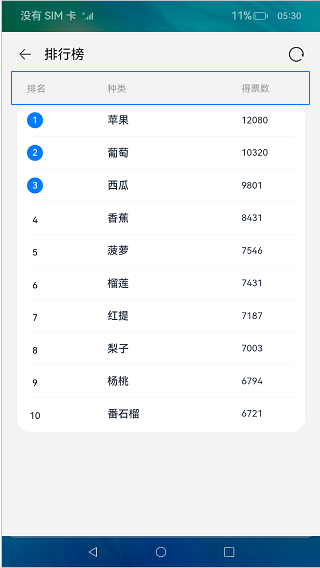 没有 SIM 卡 11% 05:30
排行榜
排名 种类 得票数
1 苹果 12080
2 葡萄 10320
3 西瓜 9801
4 香蕉 8431
5 菠萝 7546
6 榴莲 7431
7 红提 7187
8 梨子 7003
9 杨桃 6794
10 番石榴 6721